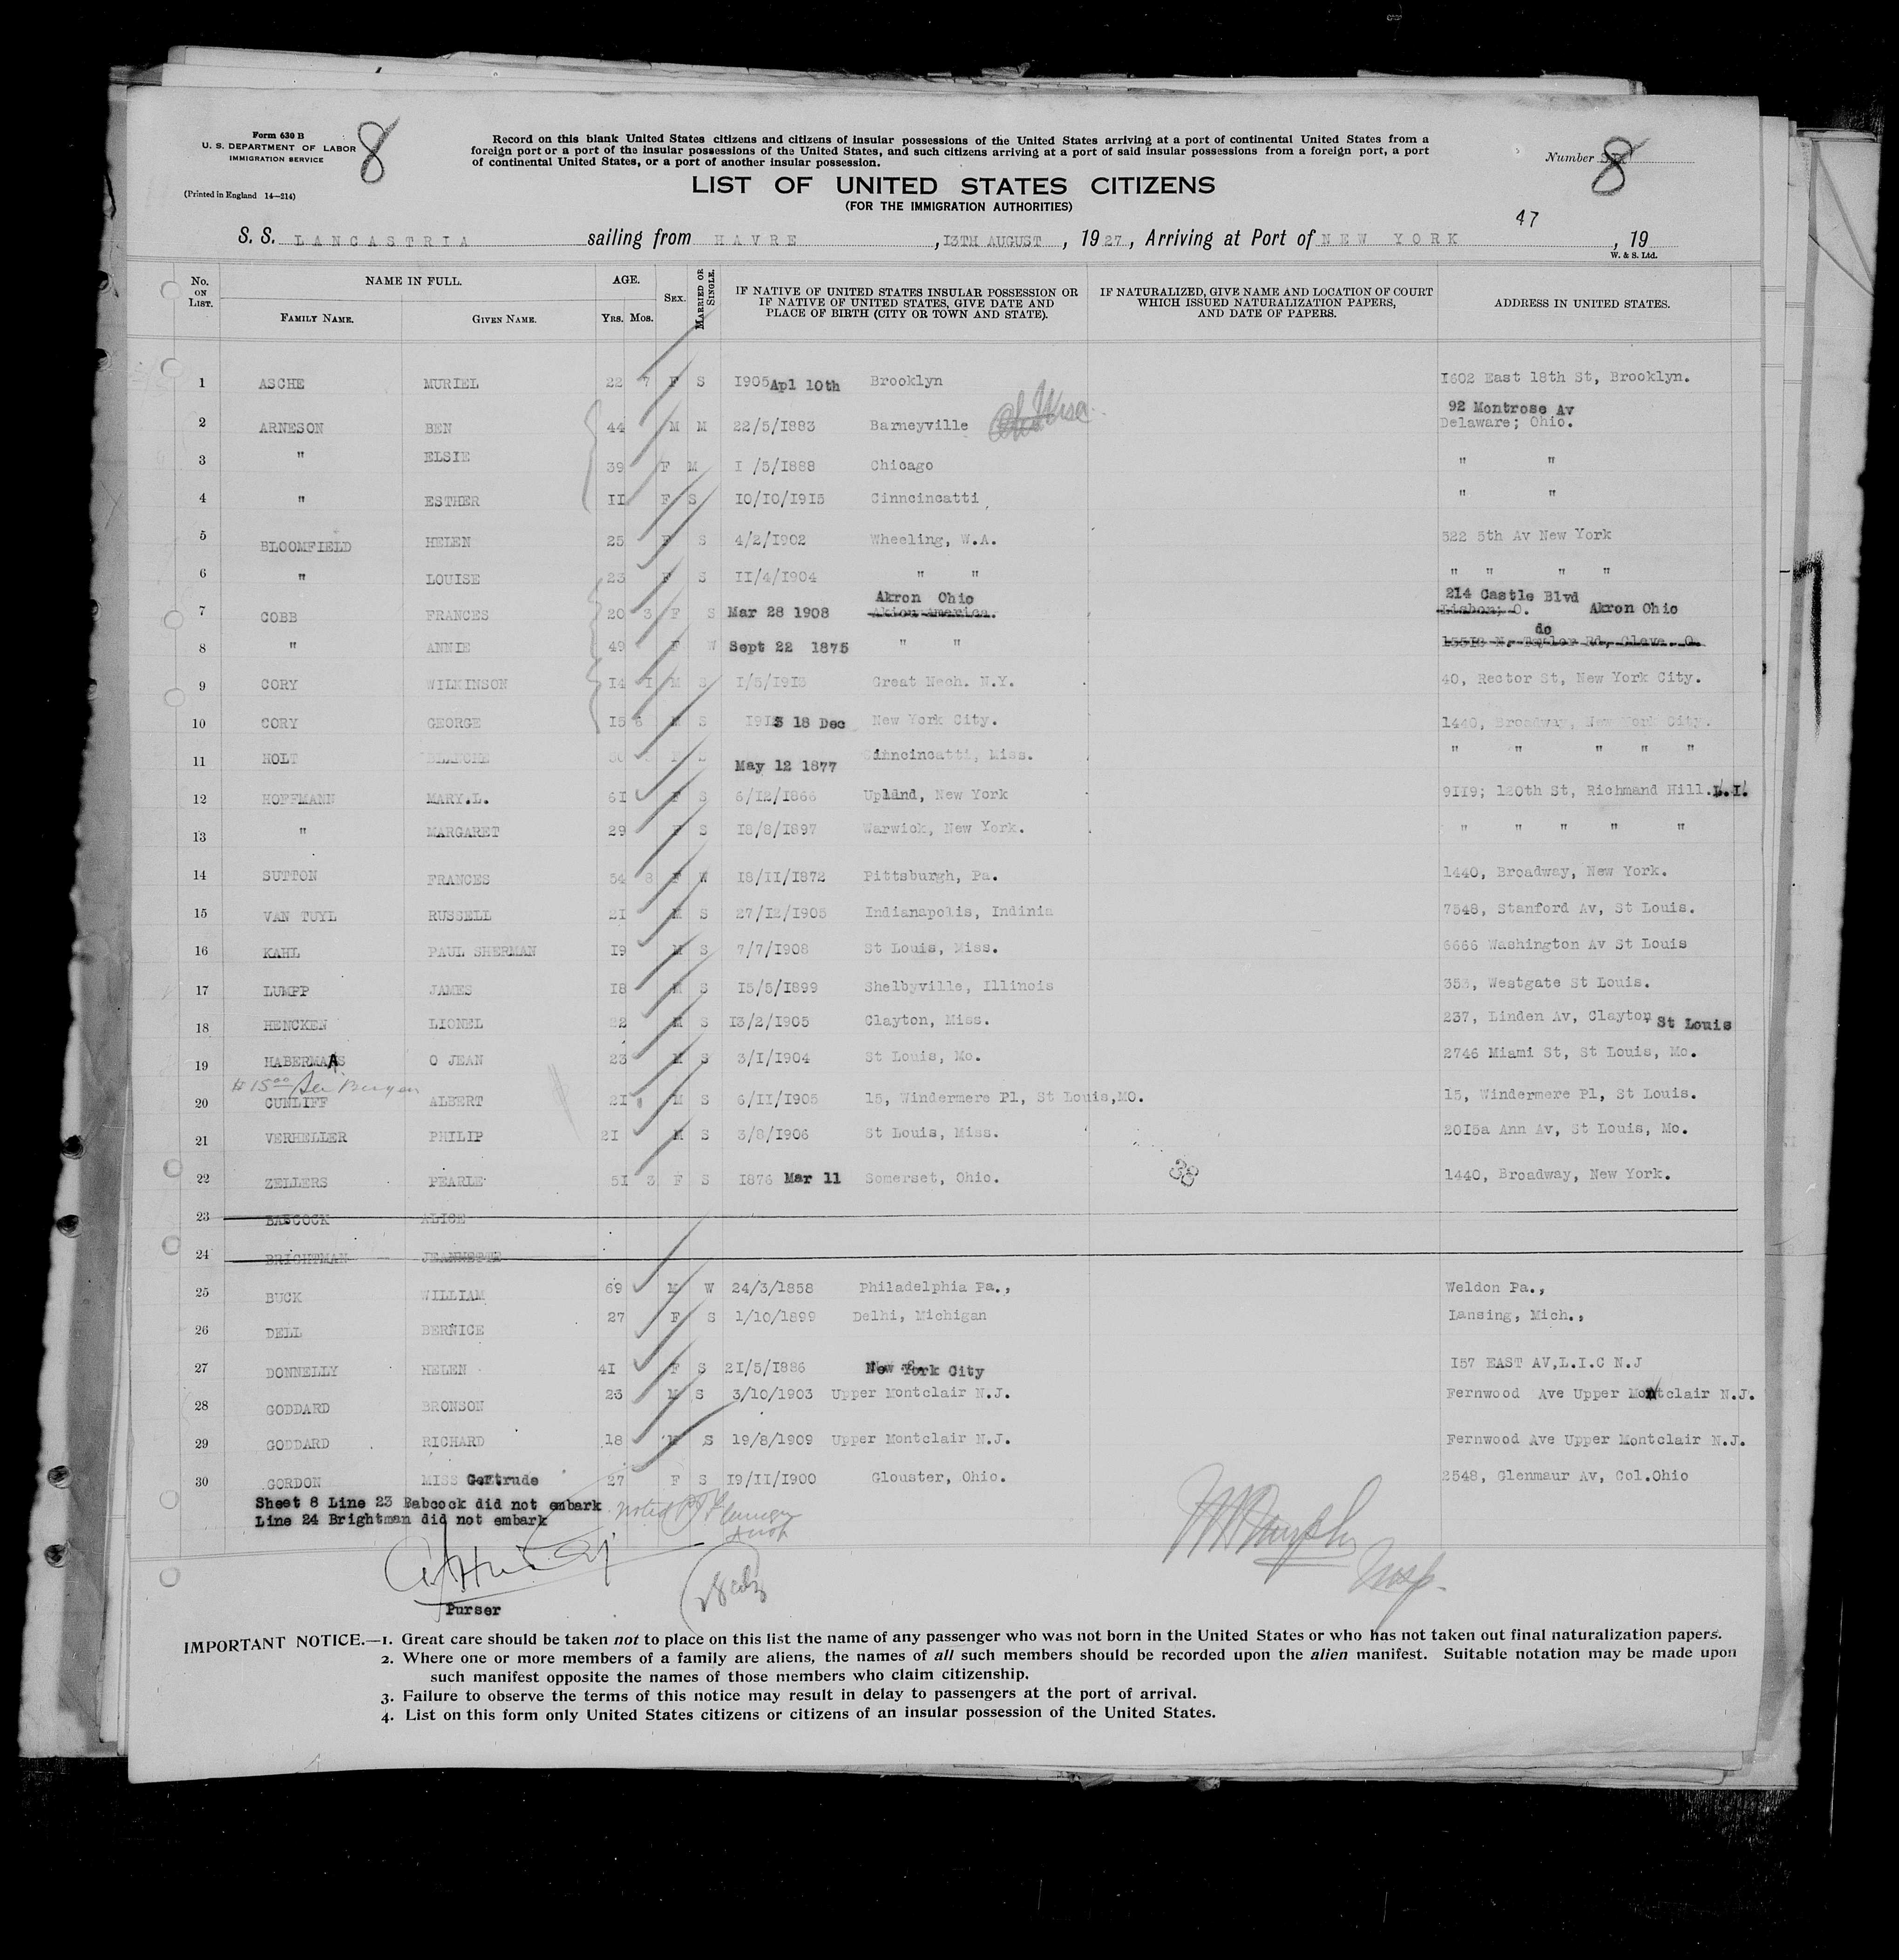 Form 630 B
U. S. DEPARTMENT OF LABOR
IMMIGRATION SERVICE
8
(Printed in England 14—214)
Record on this blank United States citizens and citizens of insular possessions of the United States arriving at a port of continental United States from a
foreign port or a port of the insular possessions of the United States, and such citizens arriving at a port of said insular possessions from a foreign port, a port
of continental United States, or a port of another insular possession.
Number 8
LIST OF UNITED STATES CITIZENS
(FOR THE IMMIGRATION AUTHORITIES)
47
S. S. LANCASTRIA sailing from HAVRE, 13TH AUGUST, 1927, Arriving at Port of NEW YORK, 19
W. & S. Ltd.
No. ON LIST. NAME IN FULL. FAMILY NAME. GIVEN NAME. AGE. YRS. MOS. SEX. MARRIED OR SINGLE. IF NATIVE OF UNITED STATES INSULAR POSSESSION OR IF NATIVE OF UNITED STATES, GIVE DATE AND PLACE OF BIRTH (CITY OR TOWN AND STATE). IF NATURALIZED, GIVE NAME AND LOCATION OF COURT WHICH ISSUED NATURALIZATION PAPERS, AND DATE OF PAPERS. ADDRESS IN UNITED STATES.
1 ASCHE MURIEL 22 7 F S 1905 Apl 10th Brooklyn 1602 East 18th St, Brooklyn.
92 Montrose Av
2 ARNESON BEN 44 M M 22/5/1883 Barneyville Delaware; Ohio.
3 " ELSIE 39 F M 1 /5/1888 Chicago " "
4 " ESTHER 11 F S 10/10/1915 Cinncincatti " "
5 BLOOMFIELD HELEN 25 F S 4/2/1902 Wheeling, W.A. 522 5th Av New York
6 " LOUISE 23 F S 11/4/1904 " " " " " "
Akron Ohio 214 Castle Blvd
7 COBB FRANCES 20 3 F S Mar 28 1908 Akion America. Lisbon; O. Akron Ohio
do
8 " ANNIE 49 F W Sept 22 1875 " " 15518 N, Taylor Rd, Cleve. O.
9 CORY WILKINSON 14 1 M S 1/5/1913 Great Nech. N.Y. 40, Rector St, New York City.
10 CORY GEORGE 15 6 M S 1913 18 Dec New York City. 1440, Broadway, New York City.
11 HOLT BLANCHE 50 F May 12 1877 Cinncincatti, Miss. " " " " "
12 HOFFMANN MARY.L. 61 F S 6/12/1866 Uplind, New York 9119; 120th St, Richmand Hill.L.I.
13 " MARGARET 29 F S 18/8/1897 Warwick, New York. " " " " "
14 SUTTON FRANCES 54 8 F W 18/11/1872 Pittsburgh, Pa. 1440, Broadway, New York.
15 VAN TUYL RUSSELL 21 M S 27/12/1905 Indianapolis, Indinia 7548, Stanford Av, St Louis.
16 KAHL PAUL SHERMAN 19 M S 7/7/1908 St Louis, Miss. 6666 Washington Av St Louis
17 LUMPP JAMES 18 M S 15/5/1899 Shelbyville, Illinois 353, Westgate St Louis.
18 HENCKEN LIONEL 22 M S 13/2/1905 Clayton, Miss. 237, Linden Av, Clayton, St Louis
19 HABERMAAS O JEAN 23 M S 3/1/1904 St Louis, Mo. 2746 Miami St, St Louis, Mo.
20 CUNLIFF ALBERT 21 M S 6/11/1905 15, Windermere Pl, St Louis,MO. 15, Windermere Pl, St Louis.
21 VERHELLER PHILIP 21 M S 3/8/1906 St Louis, Miss. 2015a Ann Av, St Louis, Mo.
22 ZELLERS PEARLE 51 3 F S 1876 Mar 11 Somerset, Ohio. 1440, Broadway, New York.
23 BABCOCK ALICE
24 BRIGHTMAN JEANNETTE
25 BUCK WILLIAM 69 M W 24/3/1858 Philadelphia Pa., Weldon Pa.,
26 DELL BERNICE 27 F S 1/10/1899 Delhi, Michigan Lansing, Mich.,
27 DONNELLY HELEN 41 F S 21/5/1886 New York City 157 EAST AV,L.I.C N.J
28 GODDARD BRONSON 23 M S 3/10/1903 Upper Montclair N.J. Fernwood Ave Upper Montclair N.J.
29 GODDARD RICHARD 18 M S 19/8/1909 Upper Montclair N.J. Fernwood Ave Upper Montclair N.J.
30 GORDON MISS Gertrude 27 F S 19/11/1900 Glouster, Ohio. 2548, Glenmaur Av, Col.Ohio
Sheet 8 Line 23 Babcock did not embark
Line 24 Brightman did not embark
noted
Purser
Insp.
IMPORTANT NOTICE.—1. Great care should be taken not to place on this list the name of any passenger who was not born in the United States or who has not taken out final naturalization papers.
2. Where one or more members of a family are aliens, the names of all such members should be recorded upon the alien manifest. Suitable notation may be made upon
such manifest opposite the names of those members who claim citizenship.
3. Failure to observe the terms of this notice may result in delay to passengers at the port of arrival.
4. List on this form only United States citizens or citizens of an insular possession of the United States.